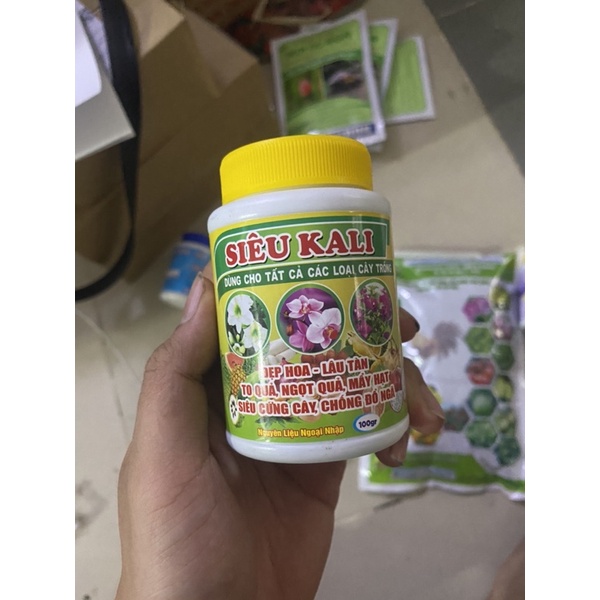 SIÊU KALI
DÙNG CHO TẤT CẢ CÁC LOẠI CÂY TRỒNG
ĐẸP HOA - LÂU TÀN
TO QUẢ, NGỌT QUẢ, MẨY HẠT
SIÊU CỨNG CÂY, CHỐNG ĐỔ NGÃ
Nguyên Liệu Ngoại Nhập
100gr